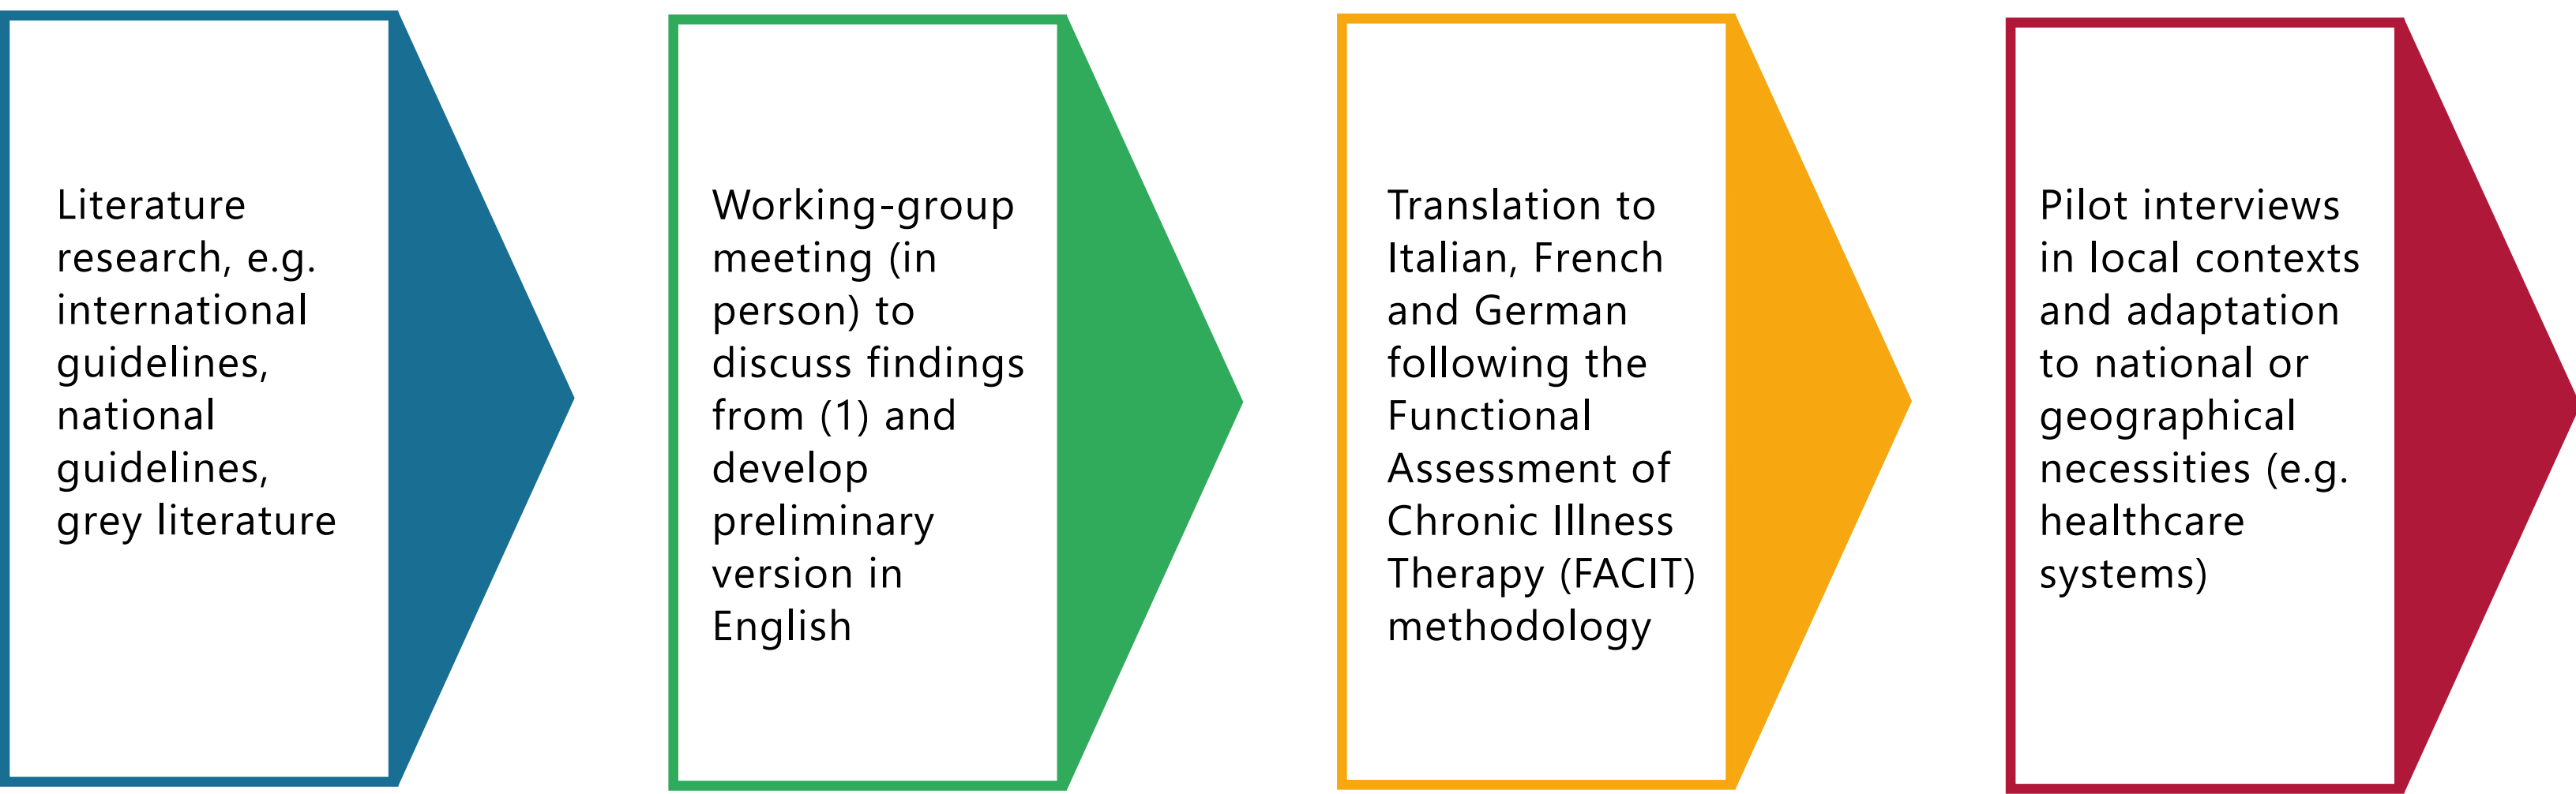 Literature
research, e.g.
international
guidelines,
national
guidelines,
grey literature
Working-group
meeting (in
person) to
discuss findings
from (1) and
develop
preliminary
version in
English
Translation to
Italian, French
and German
following the
Functional
Assessment of
Chronic Illness
Therapy (FACIT)
methodology
Pilot interviews
in local contexts
and adaptation
to national or
geographical
necessities (e.g.
healthcare
systems)